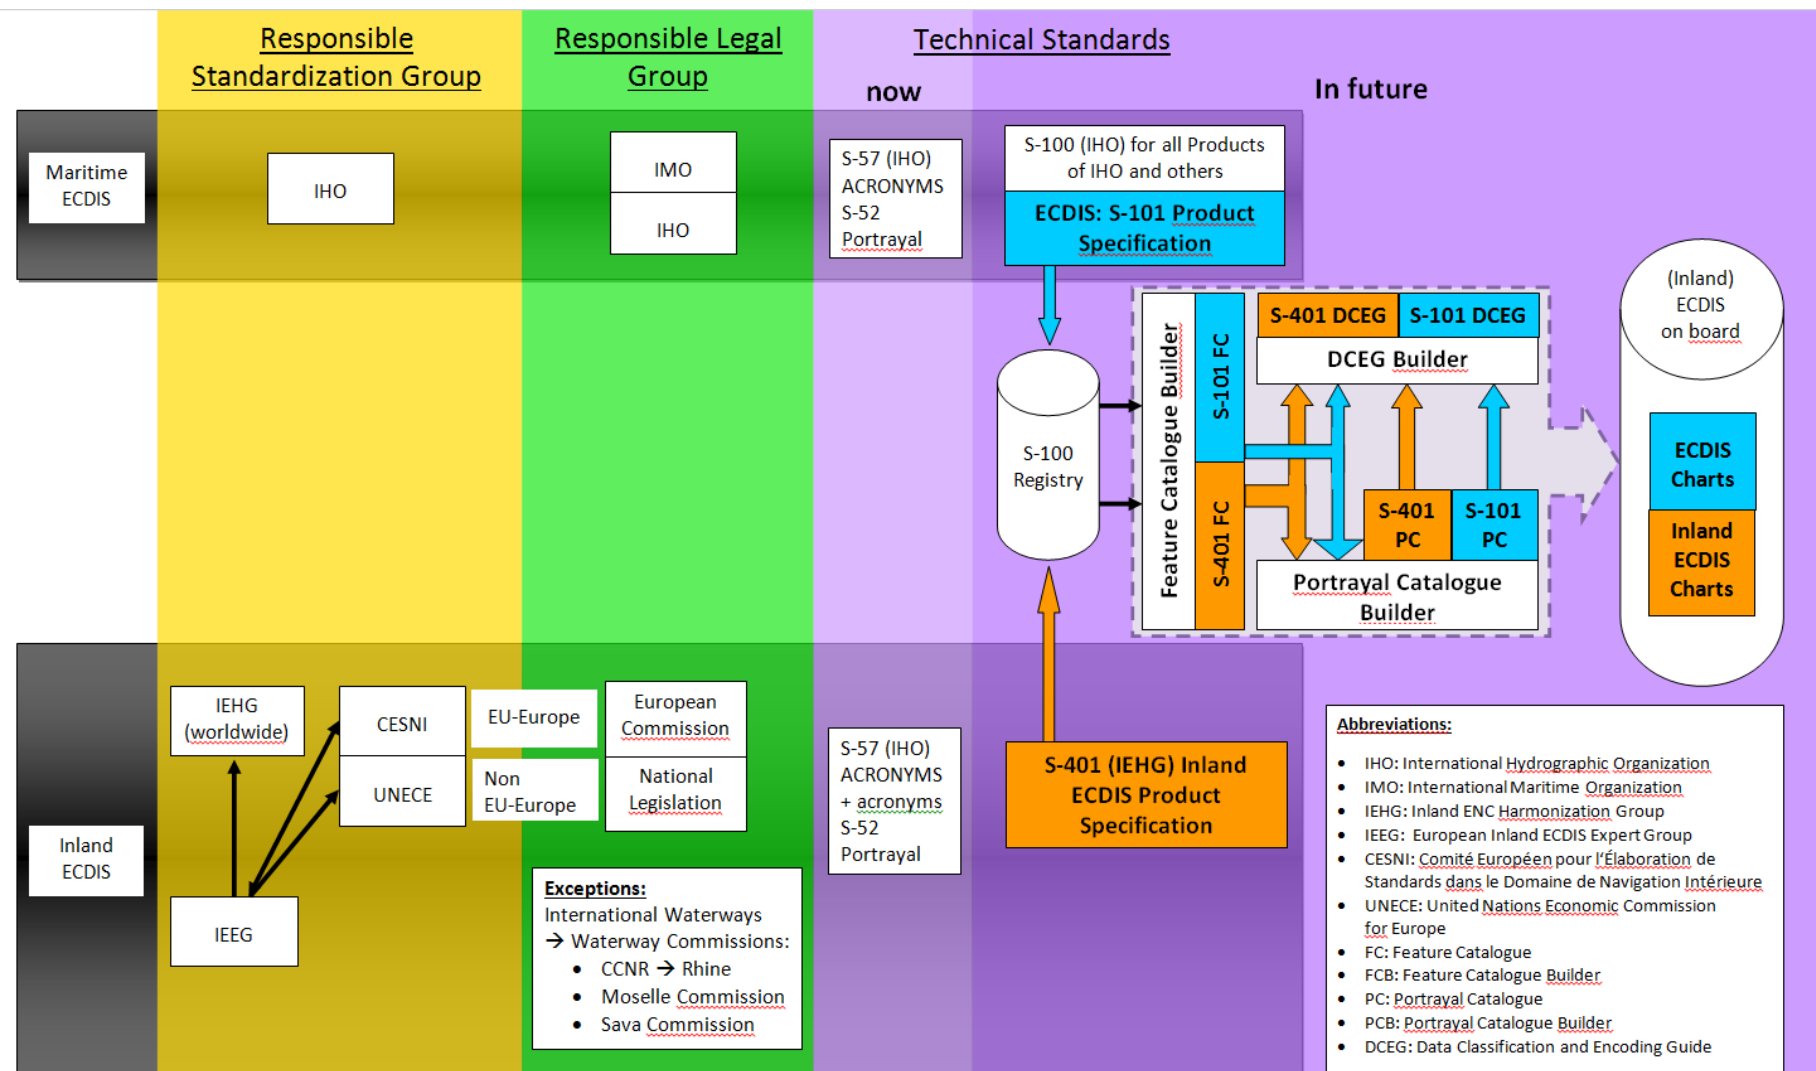 Responsible
Standardization Group
Responsible Legal
Group
Technical Standards
now
In future
Maritime
ECDIS
IHO
IMO
IHO
S-57 (IHO)
ACRONYMS
S-52
Portrayal
S-100 (IHO) for all Products
of IHO and others
ECDIS: S-101 Product
Specification
S-100
Registry
Feature Catalogue Builder
S-101 FC
S-401 FC
S-401 DCEG
S-101 DCEG
DCEG Builder
S-401
PC
S-101
PC
Portrayal Catalogue
Builder
(Inland)
ECDIS
on board
ECDIS
Charts
Inland
ECDIS
Charts
Inland
ECDIS
IEHG
(worldwide)
CESNI
UNECE
IEEG
EU-Europe
Non
EU-Europe
European
Commission
National
Legislation
Exceptions:
International Waterways
→ Waterway Commissions:
• CCNR → Rhine
• Moselle Commission
• Sava Commission
S-57 (IHO)
ACRONYMS
+ acronyms
S-52
Portrayal
S-401 (IEHG) Inland
ECDIS Product
Specification
Abbreviations:
• IHO: International Hydrographic Organization
• IMO: International Maritime Organization
• IEHG: Inland ENC Harmonization Group
• IEEG: European Inland ECDIS Expert Group
• CESNI: Comité Européen pour l‘Élaboration de
Standards dans le Domaine de Navigation Intérieure
• UNECE: United Nations Economic Commission
for Europe
• FC: Feature Catalogue
• FCB: Feature Catalogue Builder
• PC: Portrayal Catalogue
• PCB: Portrayal Catalogue Builder
• DCEG: Data Classification and Encoding Guide